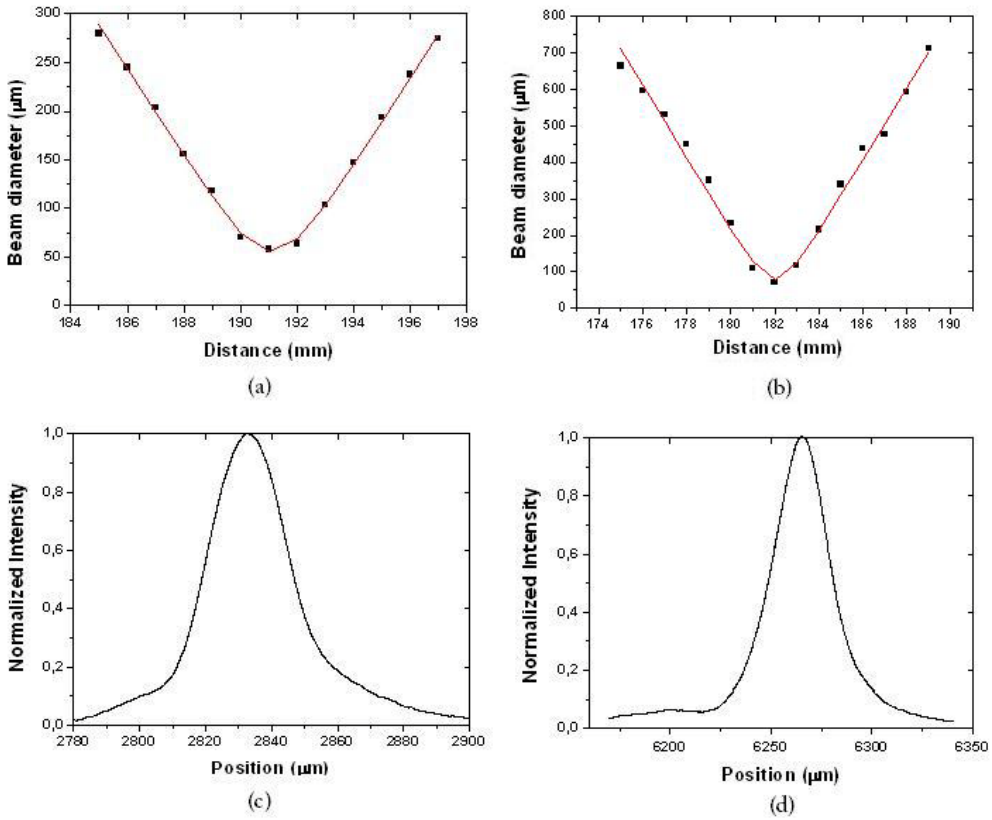 300
250
200
150
100
50
0
184 186 188 190 192 194 196 198
Beam diameter (μm)
Distance (mm)
(a)
800
700
600
500
400
300
200
100
0
174 176 178 180 182 184 186 188 190
Beam diameter (μm)
Distance (mm)
(b)
1,0
0,8
0,6
0,4
0,2
0,0
2780 2800 2820 2840 2860 2880 2900
Normalized Intensity
Position (μm)
(c)
1,0
0,8
0,6
0,4
0,2
0,0
6200 6250 6300 6350
Normalized Intensity
Position (μm)
(d)